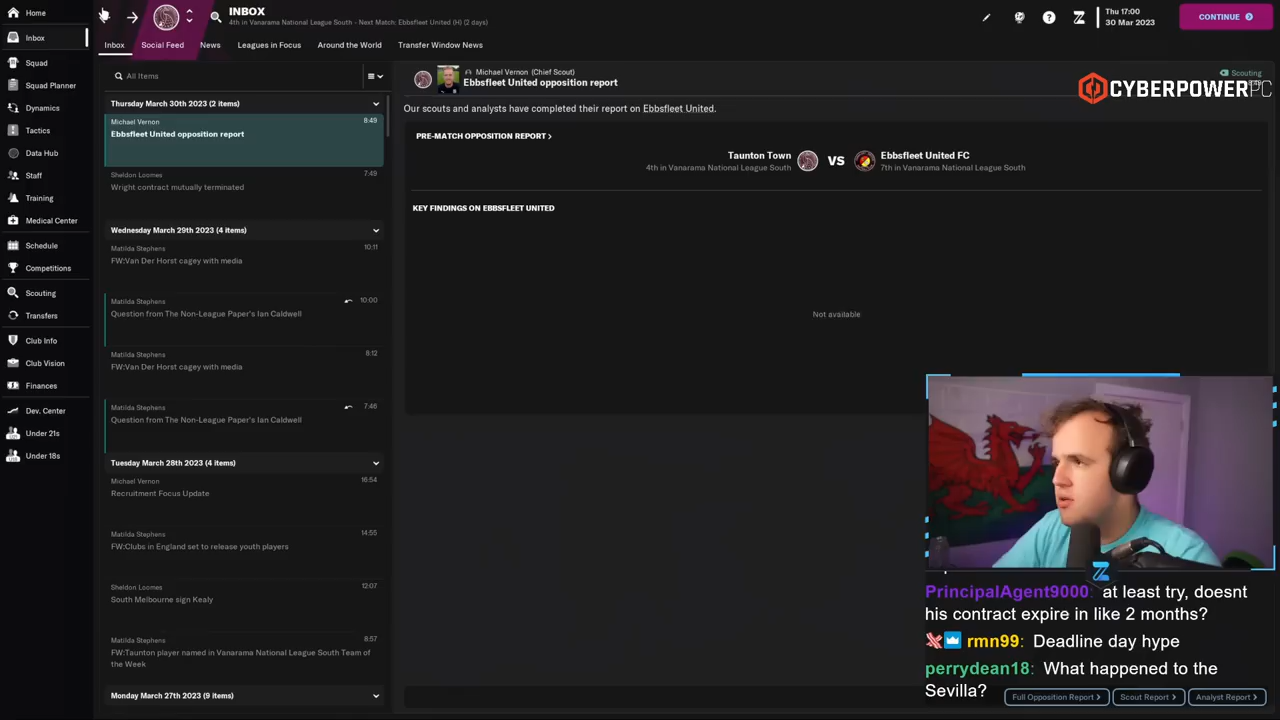 Home
Inbox
Squad
Squad Planner
Dynamics
Tactics
Data Hub
Staff
Training
Medical Center
Schedule
Competitions
Scouting
Transfers
Club Info
Club Vision
Finances
Dev. Center
Under 21s
Under 18s
INBOX
4th in Vanarama National League South - Next Match: Ebbsfleet United (H) (2 days)
Thu 17:00
30 Mar 2023
CONTINUE
Inbox
Social Feed
News
Leagues in Focus
Around the World
Transfer Window News
All Items
Thursday March 30th 2023 (2 items)
Michael Vernon 8:49
Ebbsfleet United opposition report
Sheldon Loomes 7:49
Wright contract mutually terminated
Wednesday March 29th 2023 (4 items)
Matilda Stephens 10:11
FW:Van Der Horst cagey with media
Matilda Stephens 10:00
Question from The Non-League Paper's Ian Caldwell
Matilda Stephens 8:12
FW:Van Der Horst cagey with media
Matilda Stephens 7:46
Question from The Non-League Paper's Ian Caldwell
Tuesday March 28th 2023 (4 items)
Michael Vernon 16:54
Recruitment Focus Update
Matilda Stephens 14:55
FW:Clubs in England set to release youth players
Sheldon Loomes 12:07
South Melbourne sign Kealy
Matilda Stephens 8:57
FW:Taunton player named in Vanarama National League South Team of
the Week
Monday March 27th 2023 (9 items)
Michael Vernon (Chief Scout)
Ebbsfleet United opposition report
Scouting
CYBERPOWERPC
Our scouts and analysts have completed their report on Ebbsfleet United.
PRE-MATCH OPPOSITION REPORT >
Taunton Town
4th in Vanarama National League South
VS
Ebbsfleet United FC
7th in Vanarama National League South
KEY FINDINGS ON EBBSFLEET UNITED
Not available
PrincipalAgent9000: at least try, doesnt
his contract expire in like 2 months?
rmn99: Deadline day hype
perrydean18: What happened to the
Sevilla?
Full Opposition Report >
Scout Report >
Analyst Report >